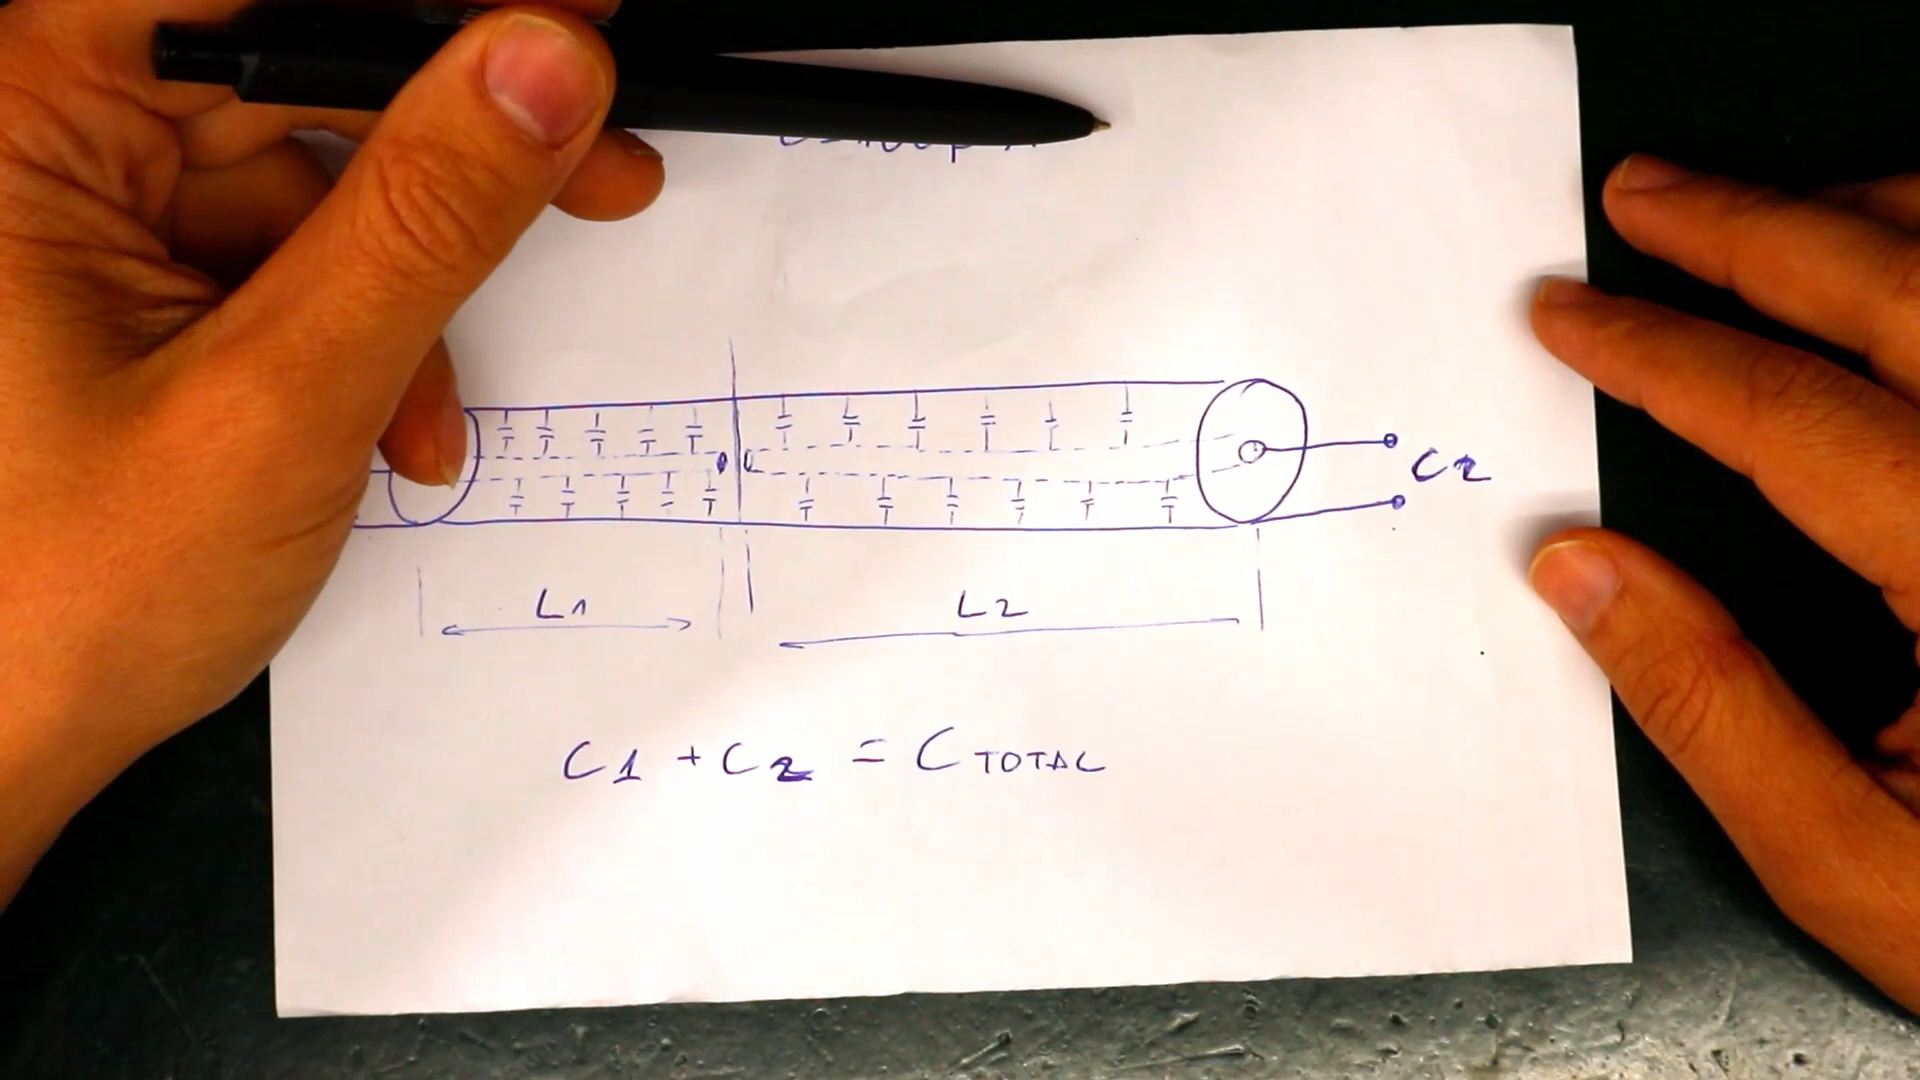 C2
L1 L2
C1 + C2 = CTOTAL